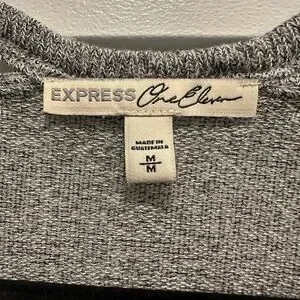 EXPRESS One Eleven
MADE IN
GUATEMALA
M
M